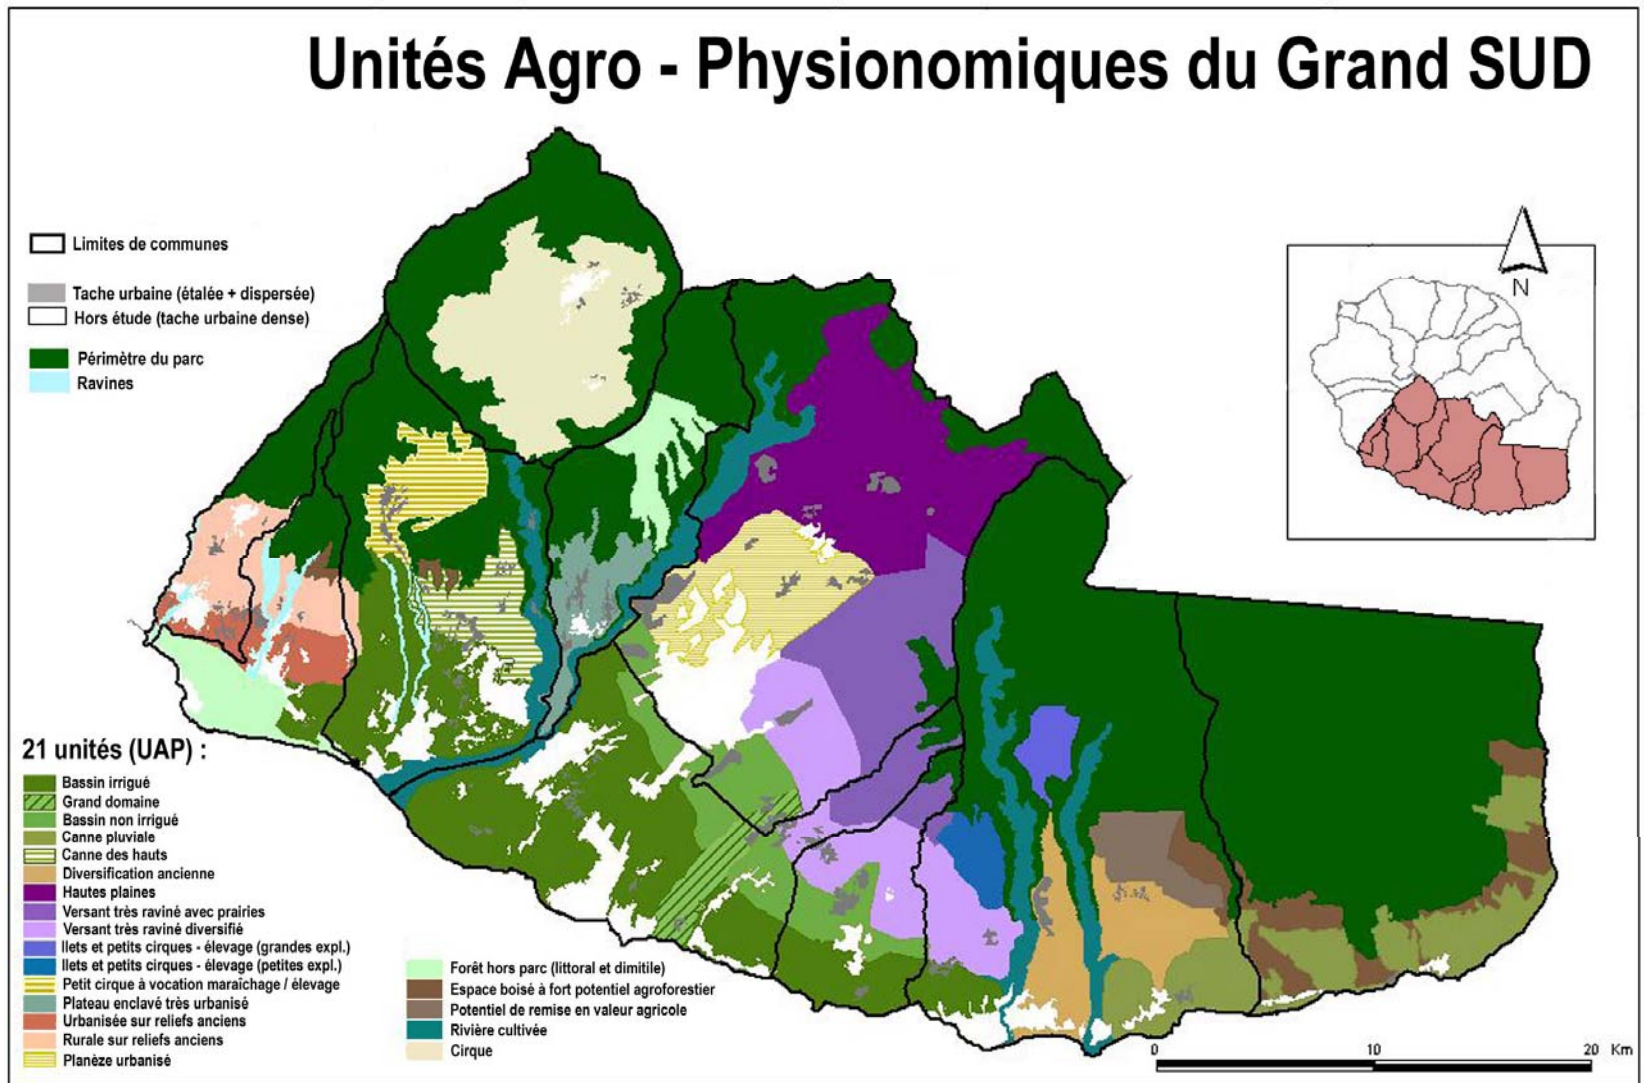 Unités Agro - Physionomiques du Grand SUD
Limites de communes
Tache urbaine (étalée + dispersée)
Hors étude (tache urbaine dense)
Périmètre du parc
Ravines
N
21 unités (UAP) :
Bassin irrigué
Grand domaine
Bassin non irrigué
Canne pluviale
Canne des hauts
Diversification ancienne
Hautes plaines
Versant très raviné avec prairies
Versant très raviné diversifié
Ilets et petits cirques - élevage (grandes expl.)
Ilets et petits cirques - élevage (petites expl.)
Petit cirque à vocation maraîchage / élevage
Plateau enclavé très urbanisé
Urbanisée sur reliefs anciens
Rurale sur reliefs anciens
Planèze urbanisé
Forêt hors parc (littoral et dimitile)
Espace boisé à fort potentiel agroforestier
Potentiel de remise en valeur agricole
Rivière cultivée
Cirque
0 10 20 Km